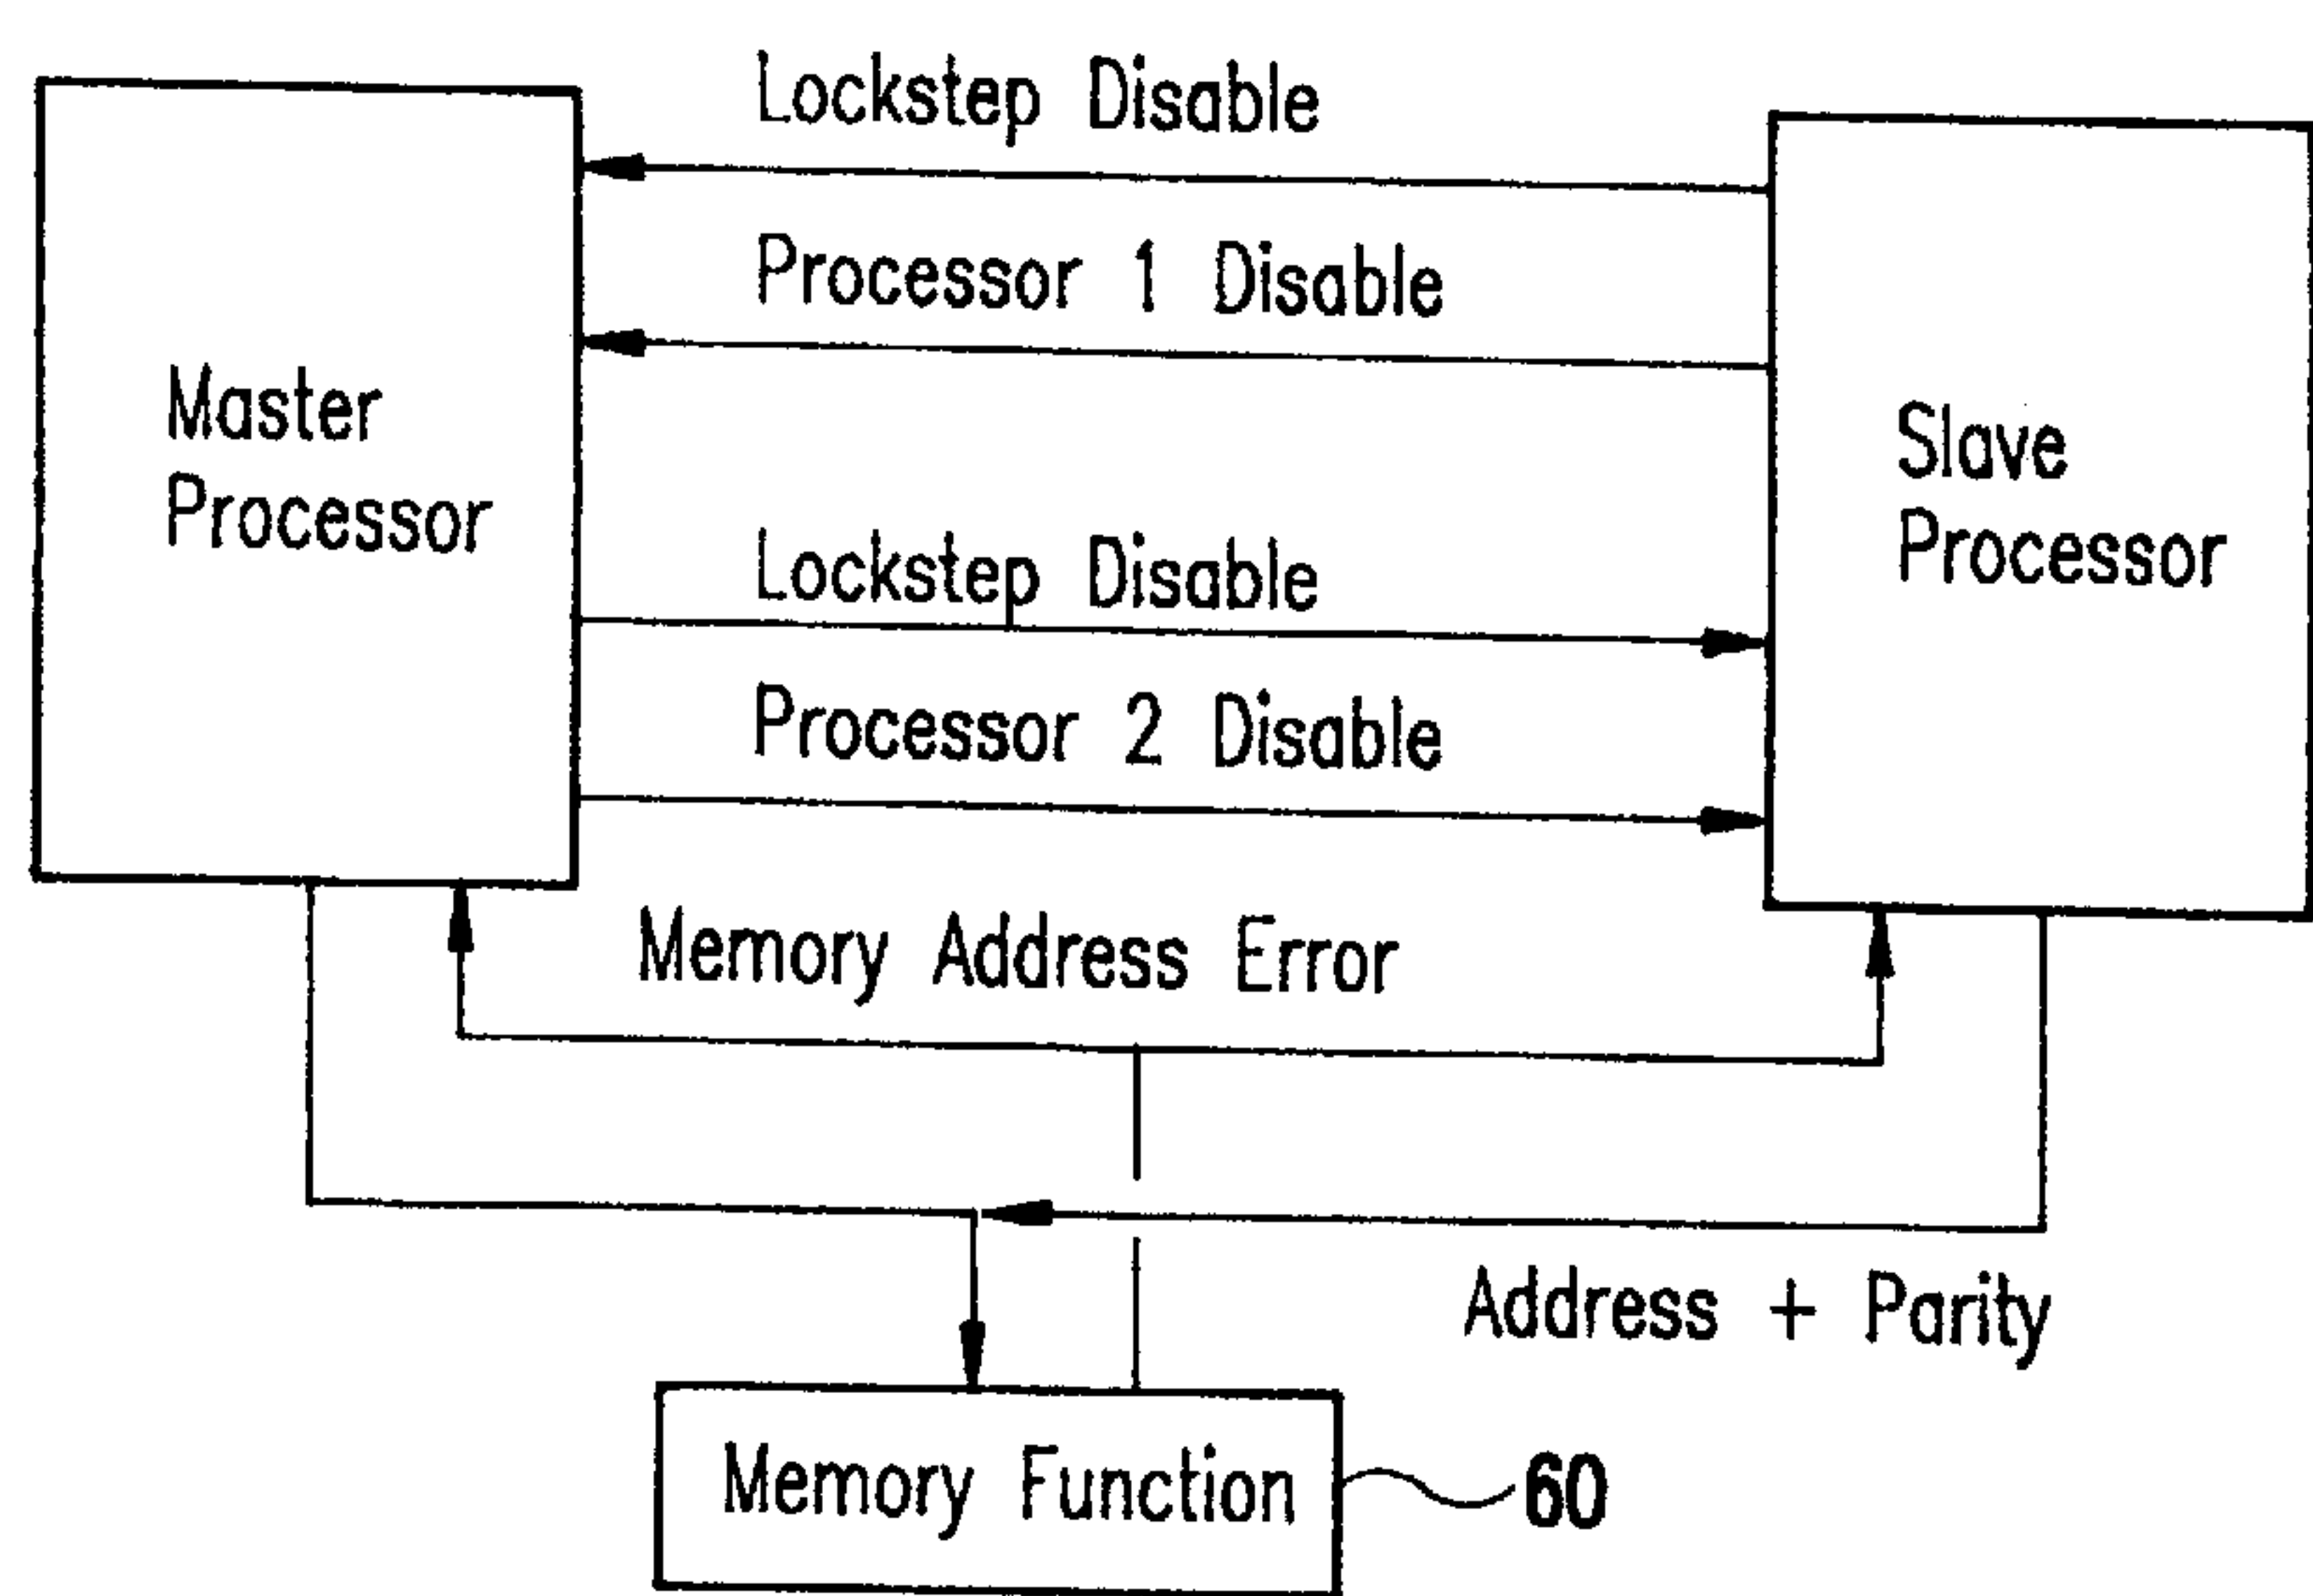 Lockstep Disable
Processor 1 Disable
Master
Processor
Slave
Processor
Lockstep Disable
Processor 2 Disable
Memory Address Error
Address + Parity
Memory Function
60